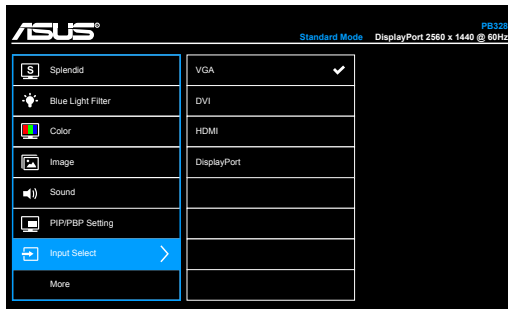 ASUS
PB328
Standard Mode DisplayPort 2560 x 1440 @ 60Hz
S Splendid
Blue Light Filter
Color
Image
Sound
PIP/PBP Setting
Input Select
More
VGA
DVI
HDMI
DisplayPort